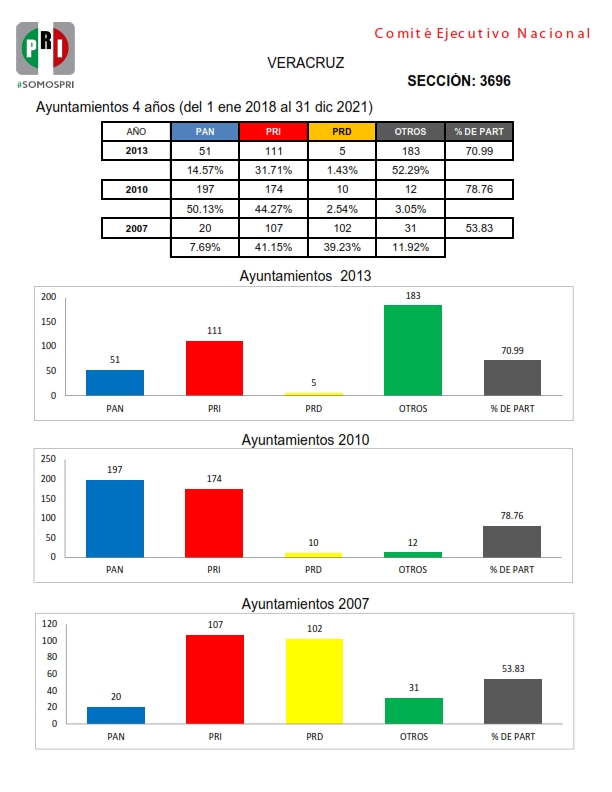 Comité Ejecutivo Nacional
PRI
#SOMOSPRI
VERACRUZ
SECCIÓN: 3696
Ayuntamientos 4 años (del 1 ene 2018 al 31 dic 2021)
AÑO PAN PRI PRD OTROS % DE PART
2013 51 111 5 183 70.99
14.57% 31.71% 1.43% 52.29%
2010 197 174 10 12 78.76
50.13% 44.27% 2.54% 3.05%
2007 20 107 102 31 53.83
7.69% 41.15% 39.23% 11.92%
Ayuntamientos 2013
200
150
100
50
0
51 111 5 183 70.99
PAN PRI PRD OTROS % DE PART
Ayuntamientos 2010
250
200
150
100
50
0
197 174 10 12 78.76
PAN PRI PRD OTROS % DE PART
Ayuntamientos 2007
120
100
80
60
40
20
0
20 107 102 31 53.83
PAN PRI PRD OTROS % DE PART